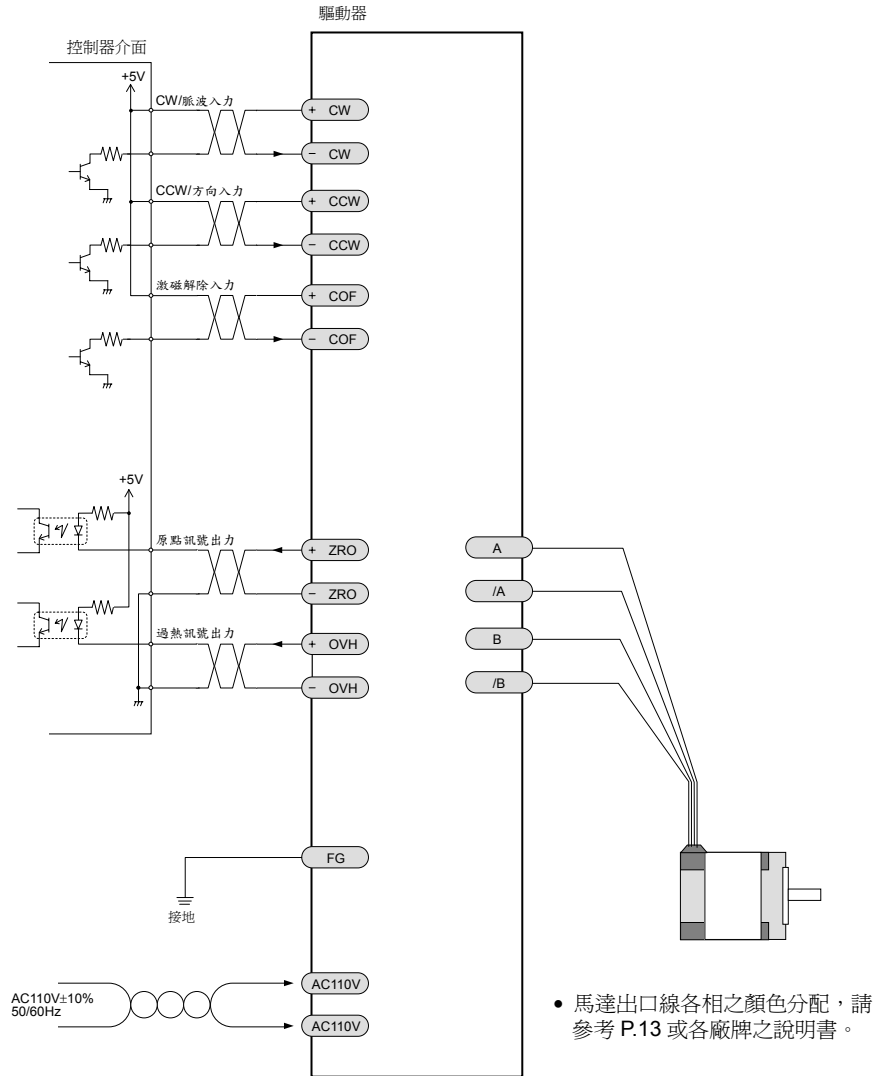 驅動器
控制器介面
+5V
CW/脈波入力
+ CW
− CW
CCW/方向入力
+ CCW
− CCW
激磁解除入力
+ COF
− COF
+5V
原點訊號出力
+ ZRO
− ZRO
過熱訊號出力
+ OVH
− OVH
A
/A
B
/B
FG
接地
AC110V±10%
50/60Hz
AC110V
AC110V
• 馬達出口線各相之顏色分配，請
參考 P.13 或各廠牌之說明書。